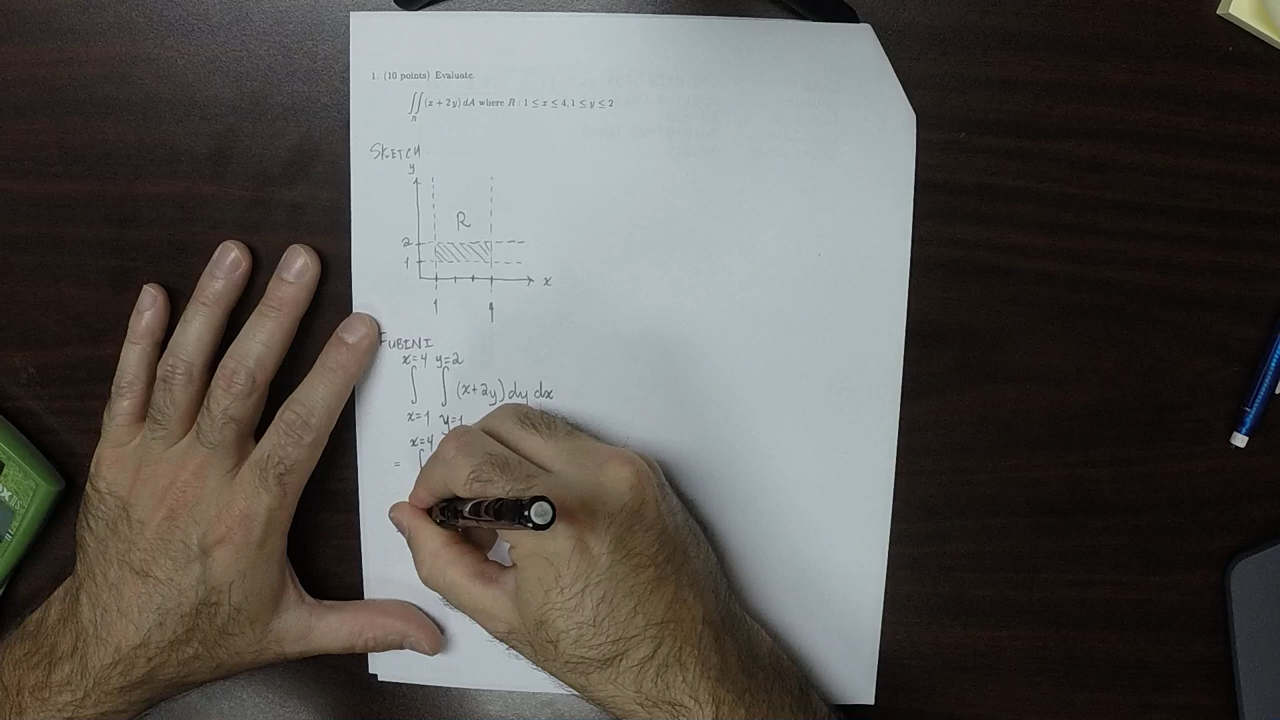 1. (10 points) Evaluate.
∬ (x + 2y) dA where R : 1 ≤ x ≤ 4, 1 ≤ y ≤ 2
R
SKETCH
y
R
2
1
x
1 4
FUBINI
x=4 y=2
∫ ∫ (x+2y) dy dx
x=1 y=1
x=4
= ∫